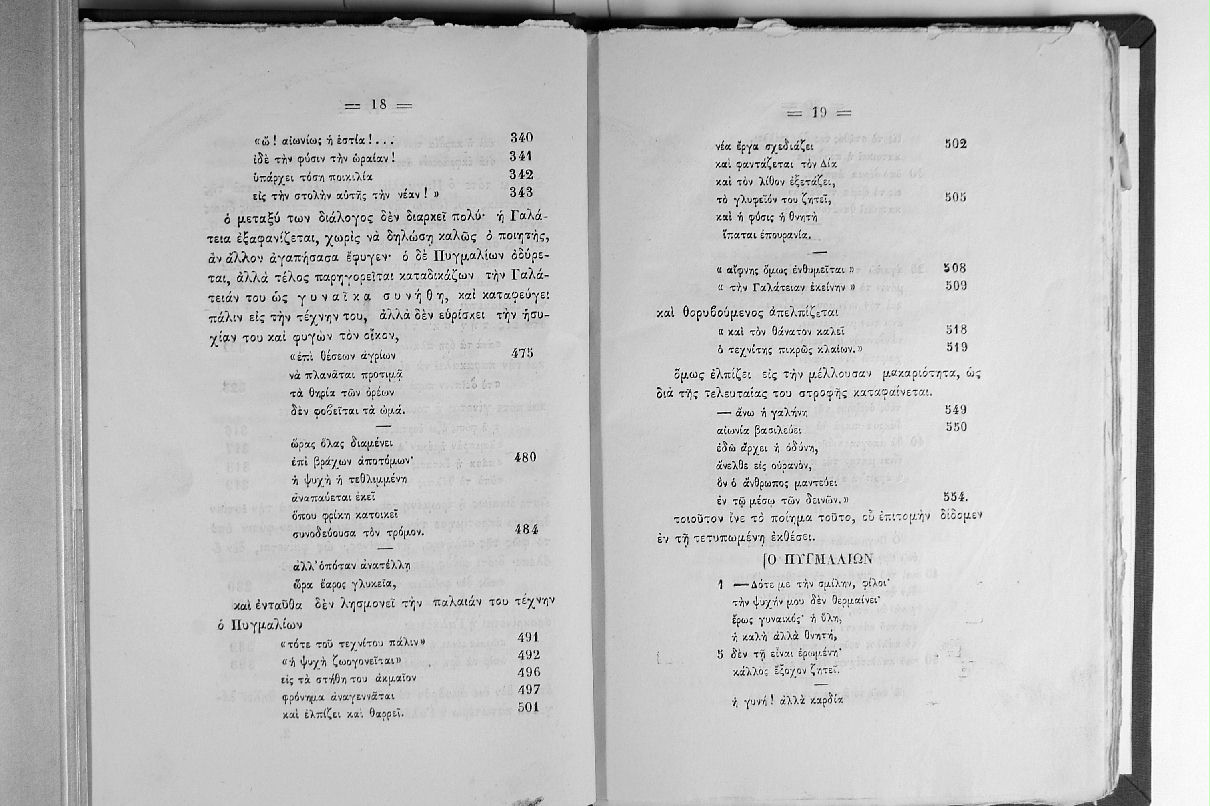 = 18 =
«ὦ! αἰωνίως ἡ ἑστία!... 340
ἰδὲ τὴν φύσιν τὴν ὡραίαν! 341
ὑπάρχει τόση ποικιλία 342
εἰς τὴν στολὴν αὐτῆς τὴν νέαν!» 343
ὁ μεταξύ των διάλογος δὲν διαρκεῖ πολύ· ἡ Γαλά-
τεια ἐξαφανίζεται, χωρὶς νὰ δηλώσῃ καλῶς ὁ ποιητής,
ἂν ἄλλον ἀγαπήσασα ἔφυγεν· ὁ δὲ Πυγμαλίων ὀδύρε-
ται, ἀλλὰ τέλος παρηγορεῖται καταδικάζων τὴν Γαλά-
τειάν του ὡς γυναῖκα συνήθη, καὶ καταφεύγει
πάλιν εἰς τὴν τέχνην του, ἀλλὰ δὲν εὑρίσκει τὴν ἡσυ-
χίαν του καὶ φυγὼν τὸν οἶκον,
«ἐπὶ θέσεων ἀγρίων 475
νὰ πλανᾶται προτιμᾷ
τὰ θηρία τῶν ὀρέων
δὲν φοβεῖται τὰ ὠμά.
—
ὥρας ὅλας διαμένει
ἐπὶ βράχων ἀποτόμων· 480
ἡ ψυχὴ ἡ τεθλιμμένη
ἀναπαύεται ἐκεῖ
ὅπου φρίκη κατοικεῖ
συνοδεύουσα τὸν τρόμον. 484
—
ἀλλ' ὁπόταν ἀνατέλλῃ
ὥρα ἔαρος γλυκεῖα,
καὶ ἐνταῦθα δὲν λησμονεῖ τὴν παλαιάν του τέχνην
ὁ Πυγμαλίων
«τότε τοῦ τεχνίτου πάλιν» 491
«ἡ ψυχὴ ζωογονεῖται» 492
εἰς τὰ στήθη του ἀκμαῖον 496
φρόνημα ἀναγεννᾶται 497
καὶ ἐλπίζει καὶ θαρρεῖ. 501
= 19 =
νέα ἔργα σχεδιάζει 502
καὶ φαντάζεται τὸν Δία
καὶ τὸν λίθον ἐξετάζει,
τὸ γλυφεῖόν του ζητεῖ, 505
καὶ ἡ φύσις ἡ θνητὴ
ἵπταται ἐπουρανία.
—
« αἴφνης ὅμως ἐνθυμεῖται » 508
« τὴν Γαλάτειαν ἐκείνην » 509
καὶ θορυβούμενος ἀπελπίζεται
« καὶ τὸν θάνατον καλεῖ 518
ὁ τεχνίτης πικρῶς κλαίων.» 519
ὅμως ἐλπίζει εἰς τὴν μέλλουσαν μακαριότητα, ὡς
διὰ τῆς τελευταίας του στροφῆς καταφαίνεται.
— ἄνω ἡ γαλήνη 549
αἰωνία βασιλεύει 550
ἐδῶ ἄρχει ἡ ὀδύνη,
ἄνελθε εἰς οὐρανὸν,
ὃν ὁ ἄνθρωπος μαντεύει
ἐν τῷ μέσῳ τῶν δεινῶν.» 554.
τοιοῦτον ἶνε τὸ ποίημα τοῦτο, οὗ ἐπιτομὴν δίδομεν
ἐν τῇ τετυπωμένῃ ἐκθέσει.
Ὁ ΠΥΓΜΑΛΙΩΝ
1 —Δότε με τὴν σμίλην, φίλοι·
τὴν ψυχήν μου δὲν θερμαίνει·
ἔρως γυναικός· ἡ ὕλη,
ἡ καλὴ ἀλλὰ θνητή,
5 δὲν τῇ εἶναι ἐρωμένη·
κάλλος ἔξοχον ζητεῖ.
—
ἡ γυνή! ἀλλὰ καρδία